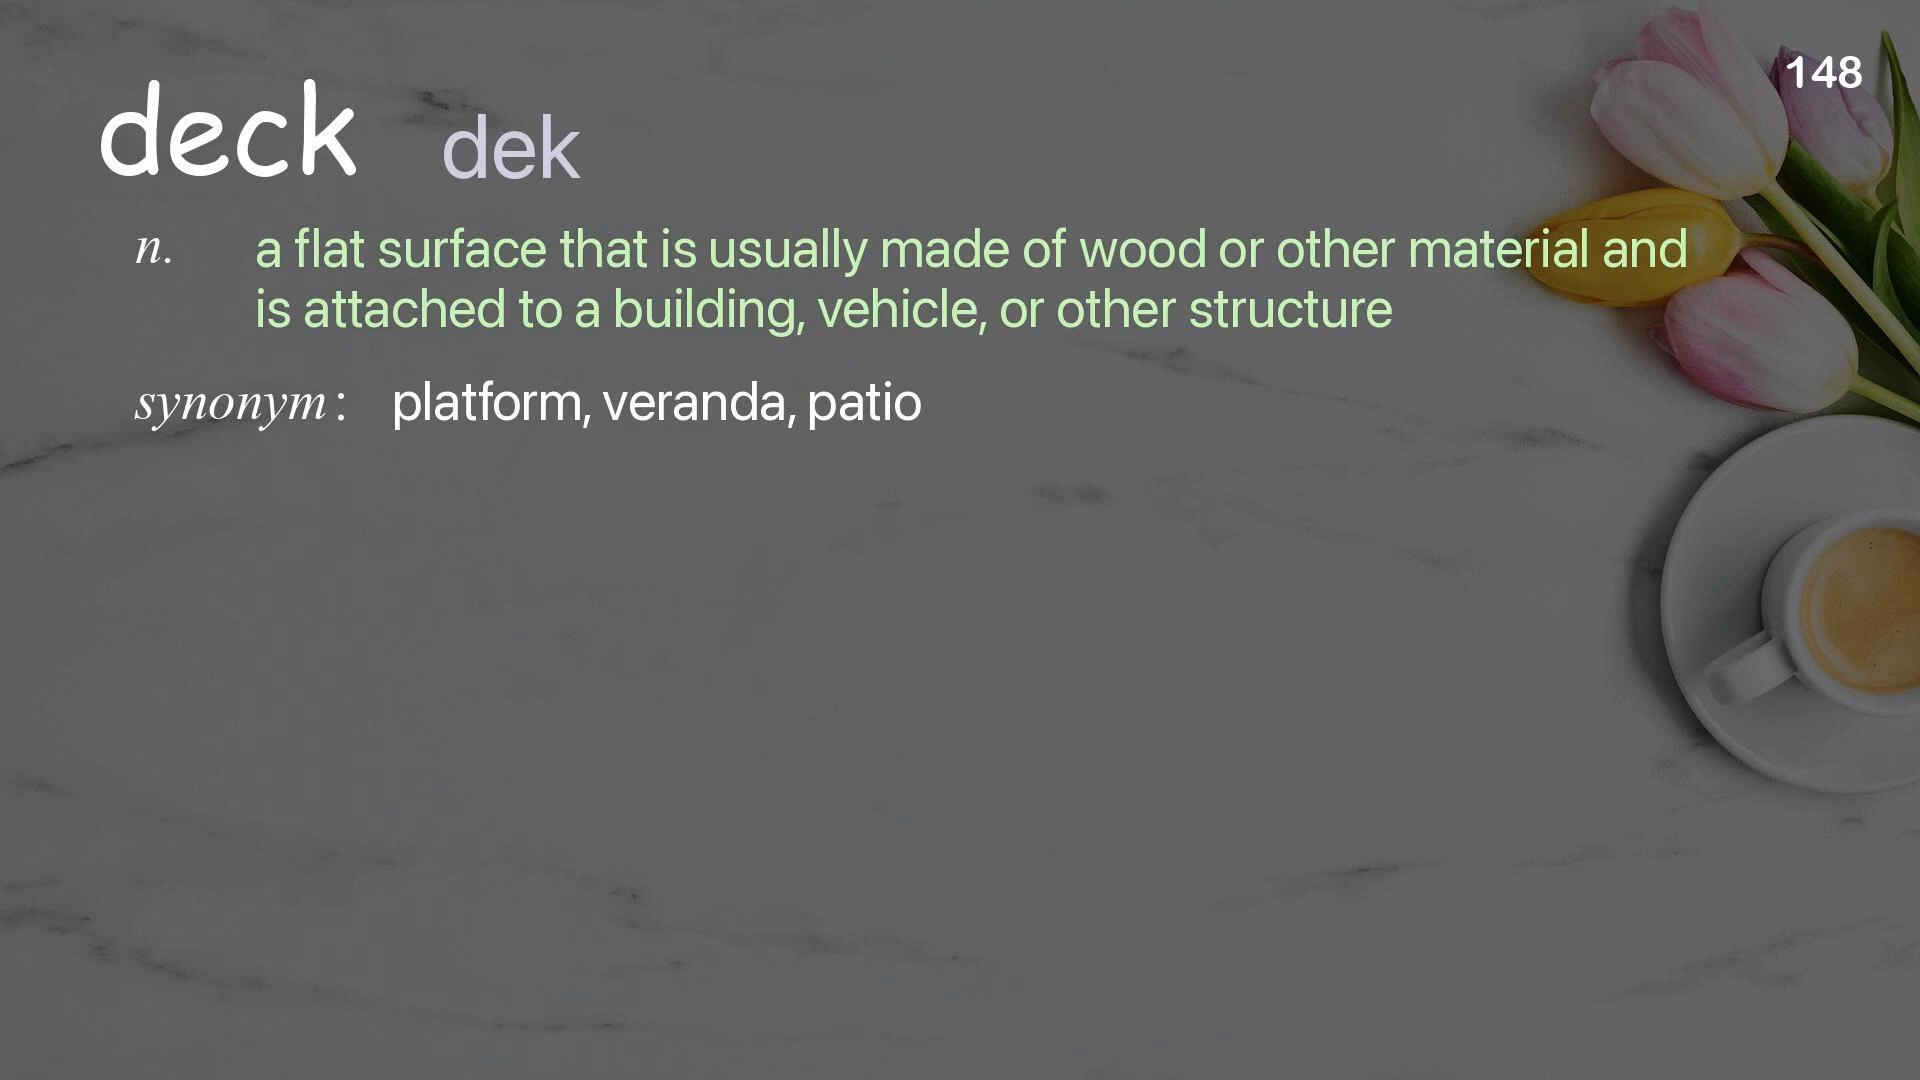 148
deck dek
n. a flat surface that is usually made of wood or other material and
is attached to a building, vehicle, or other structure
synonym: platform, veranda, patio